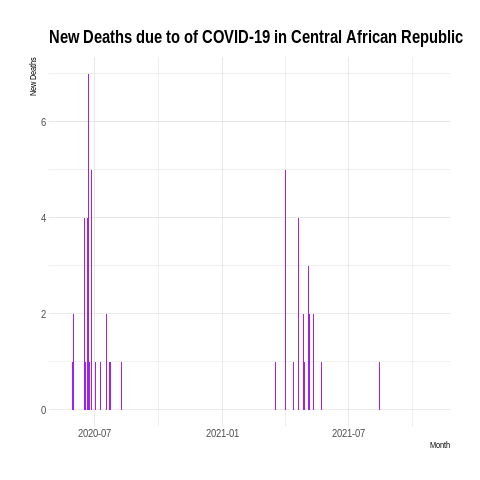 New Deaths due to of COVID-19 in Central African Republic
New Deaths
6
4
2
0
2020-07
2021-01
2021-07
Month